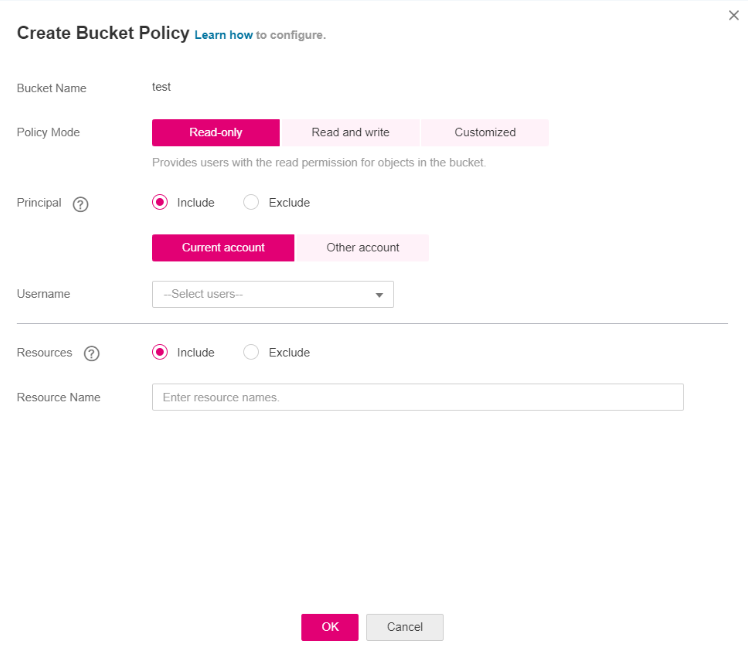 Create Bucket Policy Learn how to configure.
Bucket Name test
Policy Mode Read-only Read and write Customized
Provides users with the read permission for objects in the bucket.
Principal ? Include Exclude
Current account Other account
Username --Select users--
Resources ? Include Exclude
Resource Name Enter resource names.
OK Cancel